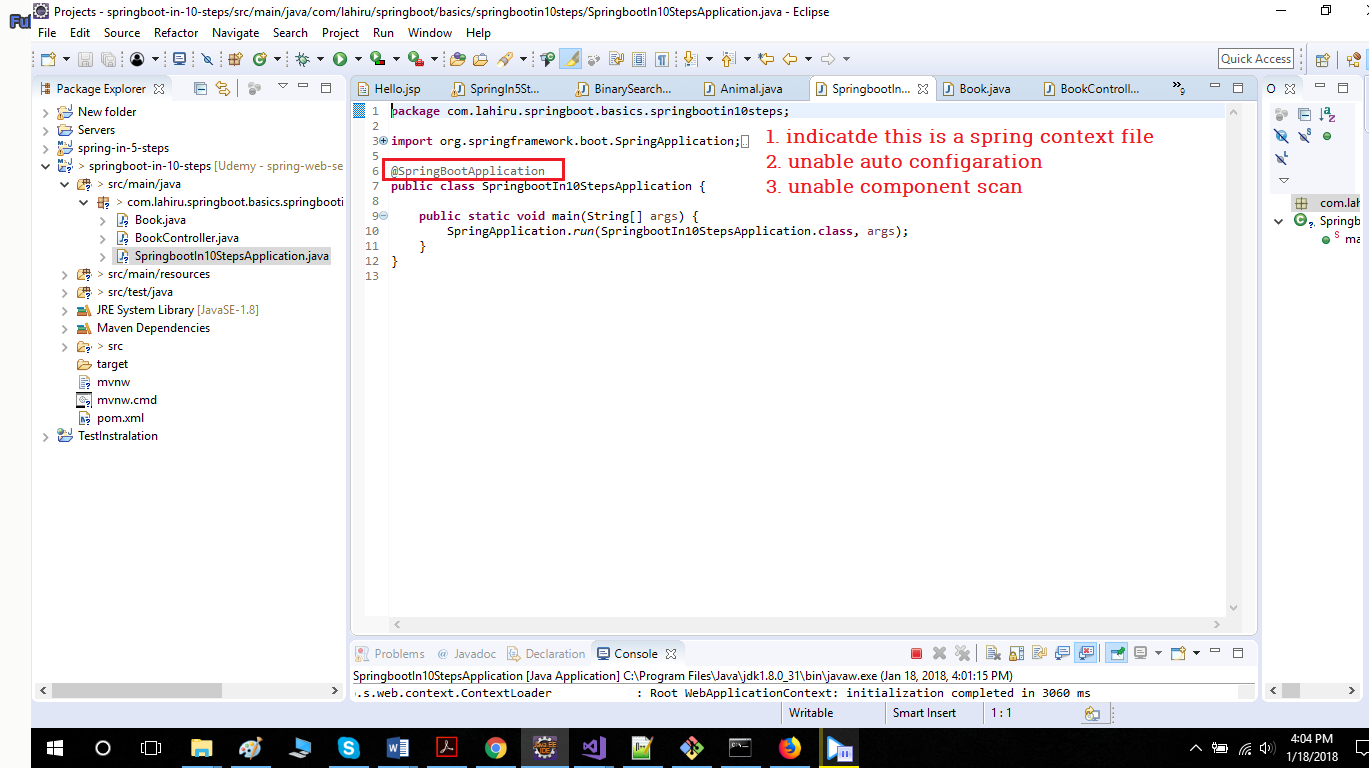 Ful
Projects - springboot-in-10-steps/src/main/java/com/lahiru/springboot/basics/springbootin10steps/SpringbootIn10StepsApplication.java - Eclipse
File Edit Source Refactor Navigate Search Project Run Window Help
Quick Access
Package Explorer
Hello.jsp SpringIn5St... BinarySearch... Animal.java SpringbootIn... Book.java BookControll... »9
O
New folder
Servers
spring-in-5-steps
> springboot-in-10-steps [Udemy - spring-web-se
> src/main/java
> com.lahiru.springboot.basics.springbooti
Book.java
BookController.java
SpringbootIn10StepsApplication.java
> src/main/resources
> src/test/java
JRE System Library [JavaSE-1.8]
Maven Dependencies
> src
target
mvnw
mvnw.cmd
pom.xml
TestInstralation
1 package com.lahiru.springboot.basics.springbootin10steps;
2
3 import org.springframework.boot.SpringApplication;
5
6 @SpringBootApplication
7 public class SpringbootIn10StepsApplication {
8
9 public static void main(String[] args) {
10 SpringApplication.run(SpringbootIn10StepsApplication.class, args);
11 }
12 }
13
1. indicatde this is a spring context file
2. unable auto configaration
3. unable component scan
com.lah
Springb
S ma
Problems @ Javadoc Declaration Console
SpringbootIn10StepsApplication [Java Application] C:\Program Files\Java\jdk1.8.0_31\bin\javaw.exe (Jan 18, 2018, 4:01:15 PM)
.s.web.context.ContextLoader : Root WebApplicationContext: initialization completed in 3060 ms
Writable Smart Insert 1 : 1
4:04 PM
1/18/2018